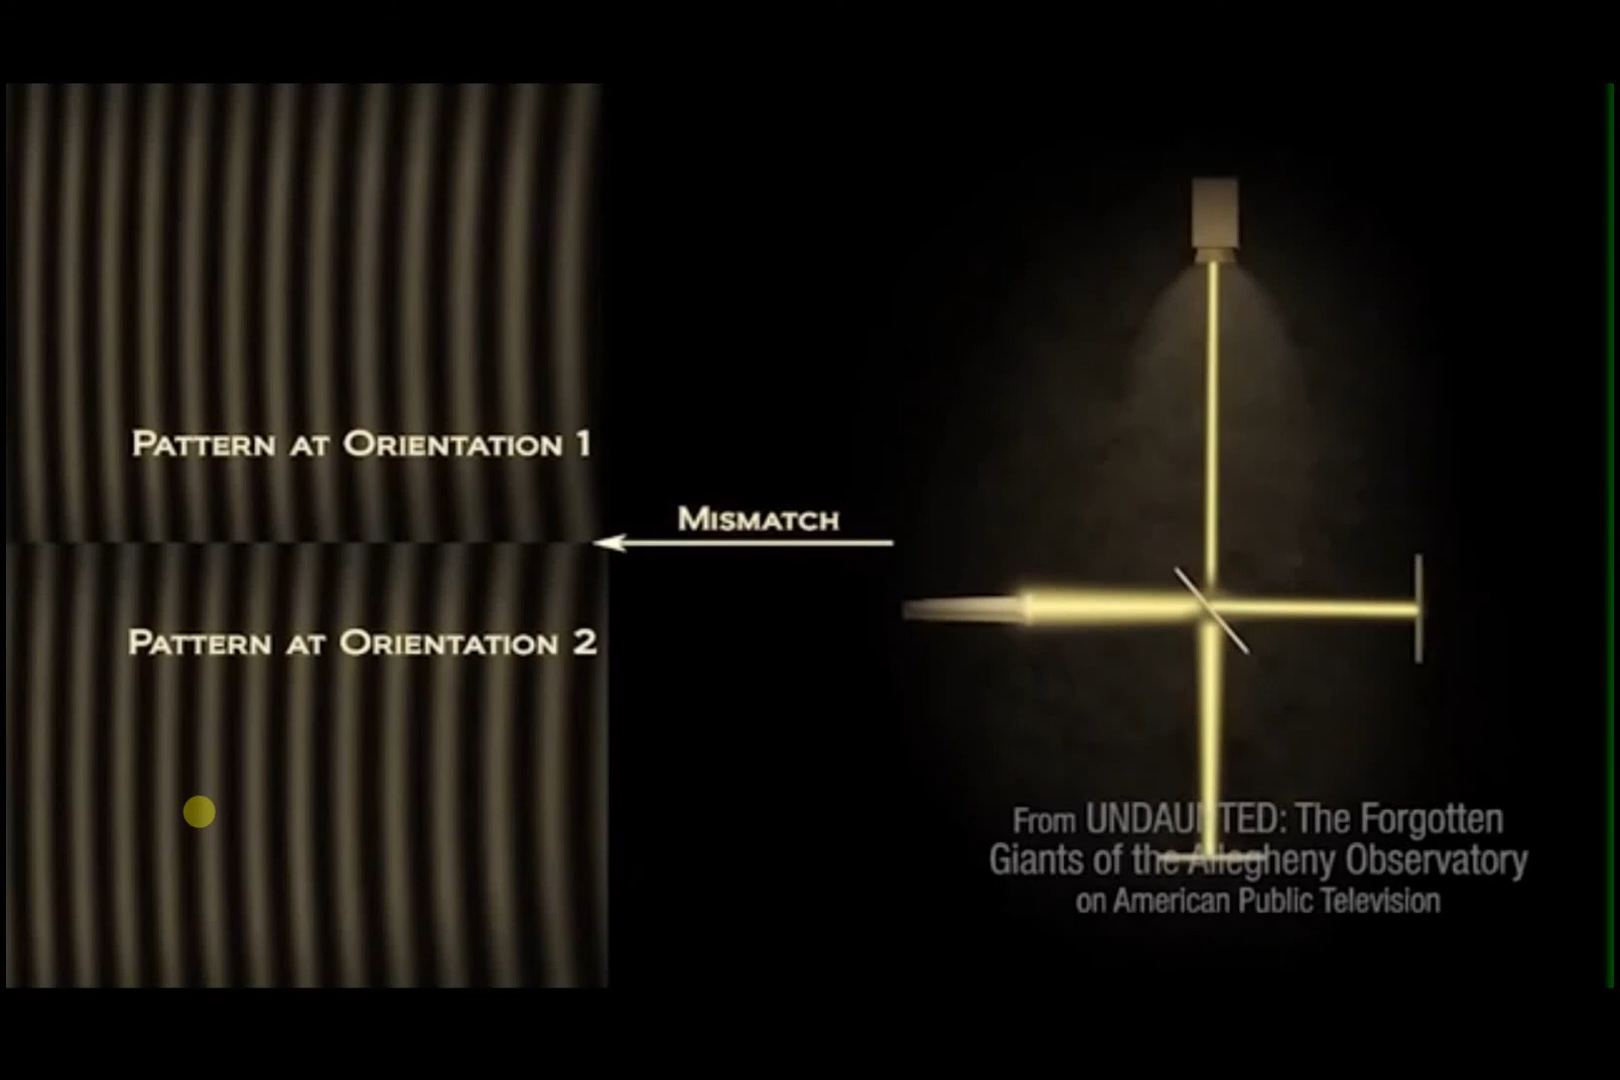 PATTERN AT ORIENTATION 1
MISMATCH
PATTERN AT ORIENTATION 2
From UNDAUNTED: The Forgotten
Giants of the Allegheny Observatory
on American Public Television